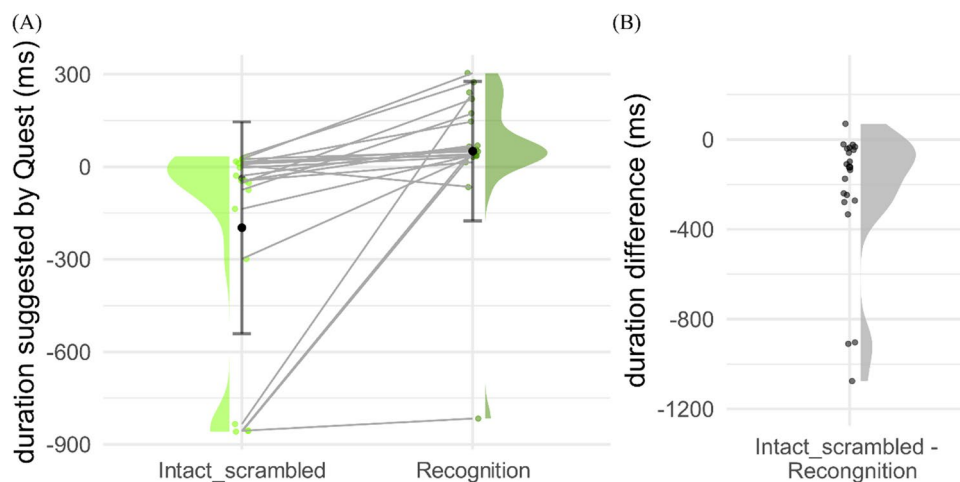 (A)
duration suggested by Quest (ms)
300
0
-300
-600
-900
Intact_scrambled
Recognition
(B)
duration difference (ms)
0
-400
-800
-1200
Intact_scrambled -
Recongnition